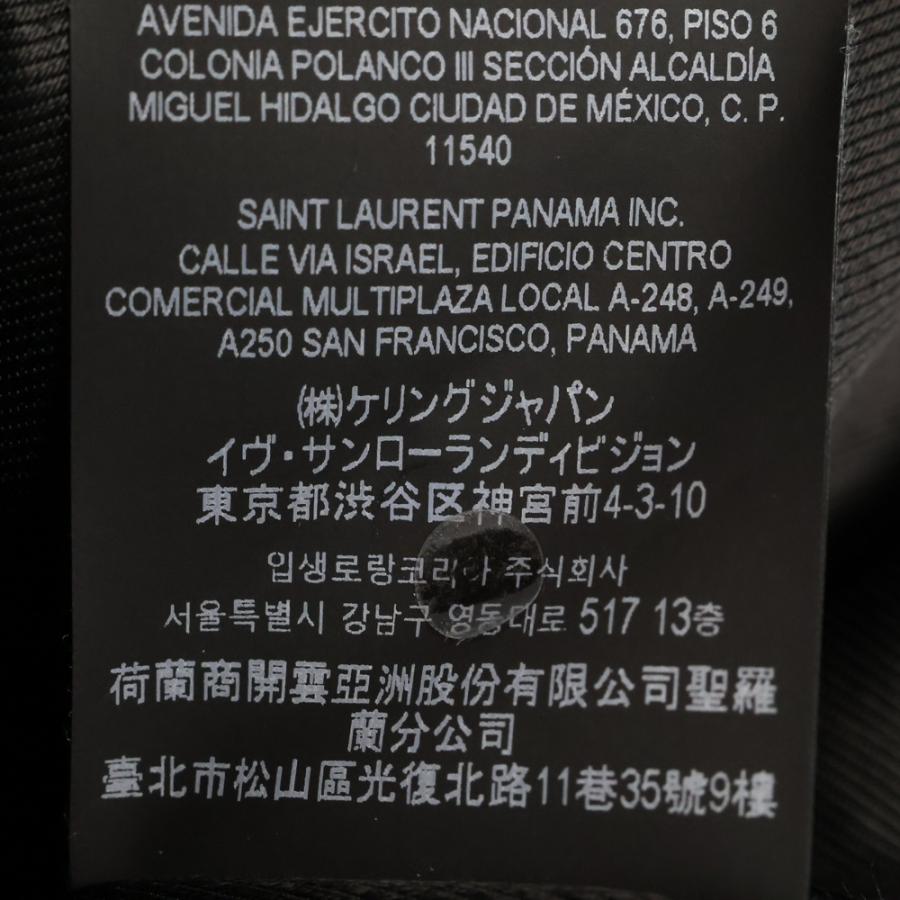 AVENIDA EJERCITO NACIONAL 676, PISO 6
COLONIA POLANCO III SECCIÓN ALCALDÍA
MIGUEL HIDALGO CIUDAD DE MÉXICO, C. P.
11540
SAINT LAURENT PANAMA INC.
CALLE VIA ISRAEL, EDIFICIO CENTRO
COMERCIAL MULTIPLAZA LOCAL A-248, A-249,
A250 SAN FRANCISCO, PANAMA
(株)ケリングジャパン
イヴ・サンローランディビジョン
東京都渋谷区神宮前4-3-10
입생로랑코리아 주식회사
서울특별시 강남구 영동대로 517 13층
荷蘭商開雲亞洲股份有限公司聖羅
蘭分公司
臺北市松山區光復北路11巷35號9樓